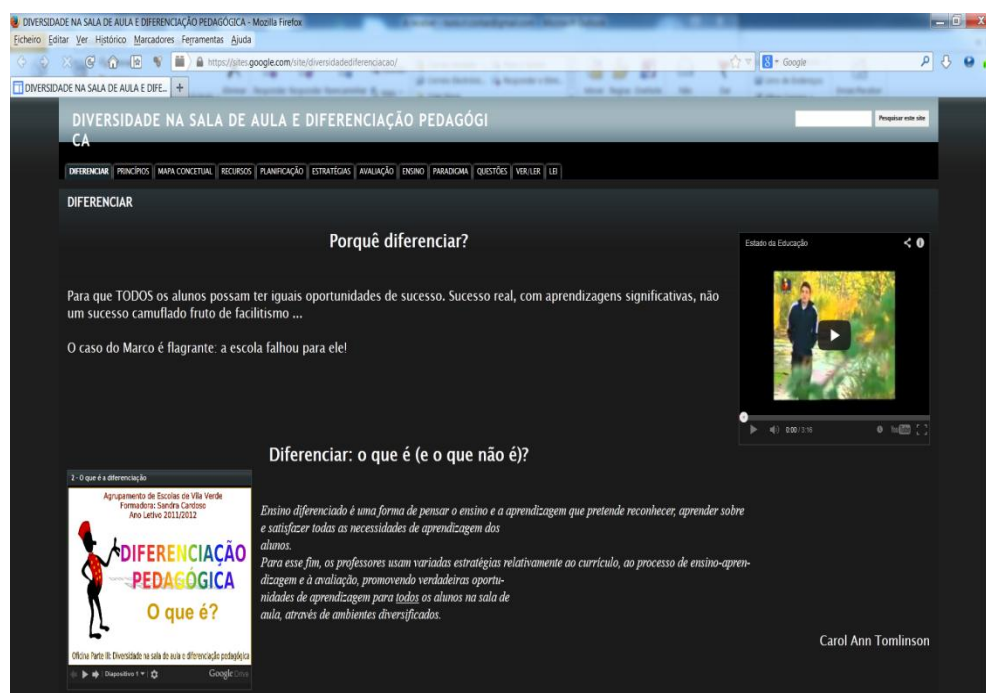 DIVERSIDADE NA SALA DE AULA E DIFERENCIAÇÃO PEDAGÓGICA - Mozilla Firefox
Ficheiro Editar Ver Histórico Marcadores Ferramentas Ajuda
https://sites.google.com/site/diversidadediferenciacao/
Google
DIVERSIDADE NA SALA DE AULA E DIFE...
DIVERSIDADE NA SALA DE AULA E DIFERENCIAÇÃO PEDAGÓGI
CA
Pesquisar este site
DIFERENCIAR PRINCÍPIOS MAPA CONCETUAL RECURSOS PLANIFICAÇÃO ESTRATÉGIAS AVALIAÇÃO ENSINO PARADIGMA QUESTÕES VER/LER LEI
DIFERENCIAR
Porquê diferenciar?
Estado da Educação
Para que TODOS os alunos possam ter iguais oportunidades de sucesso. Sucesso real, com aprendizagens significativas, não
um sucesso camuflado fruto de facilitismo ...
O caso do Marco é flagrante: a escola falhou para ele!
0:00 / 3:16
YouTube
Diferenciar: o que é (e o que não é)?
2 - O que é a diferenciação
Agrupamento de Escolas de Vila Verde
Formadora: Sandra Cardoso
Ano Letivo 2011/2012
DIFERENCIAÇÃO
PEDAGÓGICA
O que é?
Oficina Parte III: Diversidade na sala de aula e diferenciação pedagógica
Diapositivo 1
Google Drive
Ensino diferenciado é uma forma de pensar o ensino e a aprendizagem que pretende reconhecer, aprender sobre
e satisfazer todas as necessidades de aprendizagem dos
alunos.
Para esse fim, os professores usam variadas estratégias relativamente ao currículo, ao processo de ensino-apren-
dizagem e à avaliação, promovendo verdadeiras oportu-
nidades de aprendizagem para todos os alunos na sala de
aula, através de ambientes diversificados.
Carol Ann Tomlinson